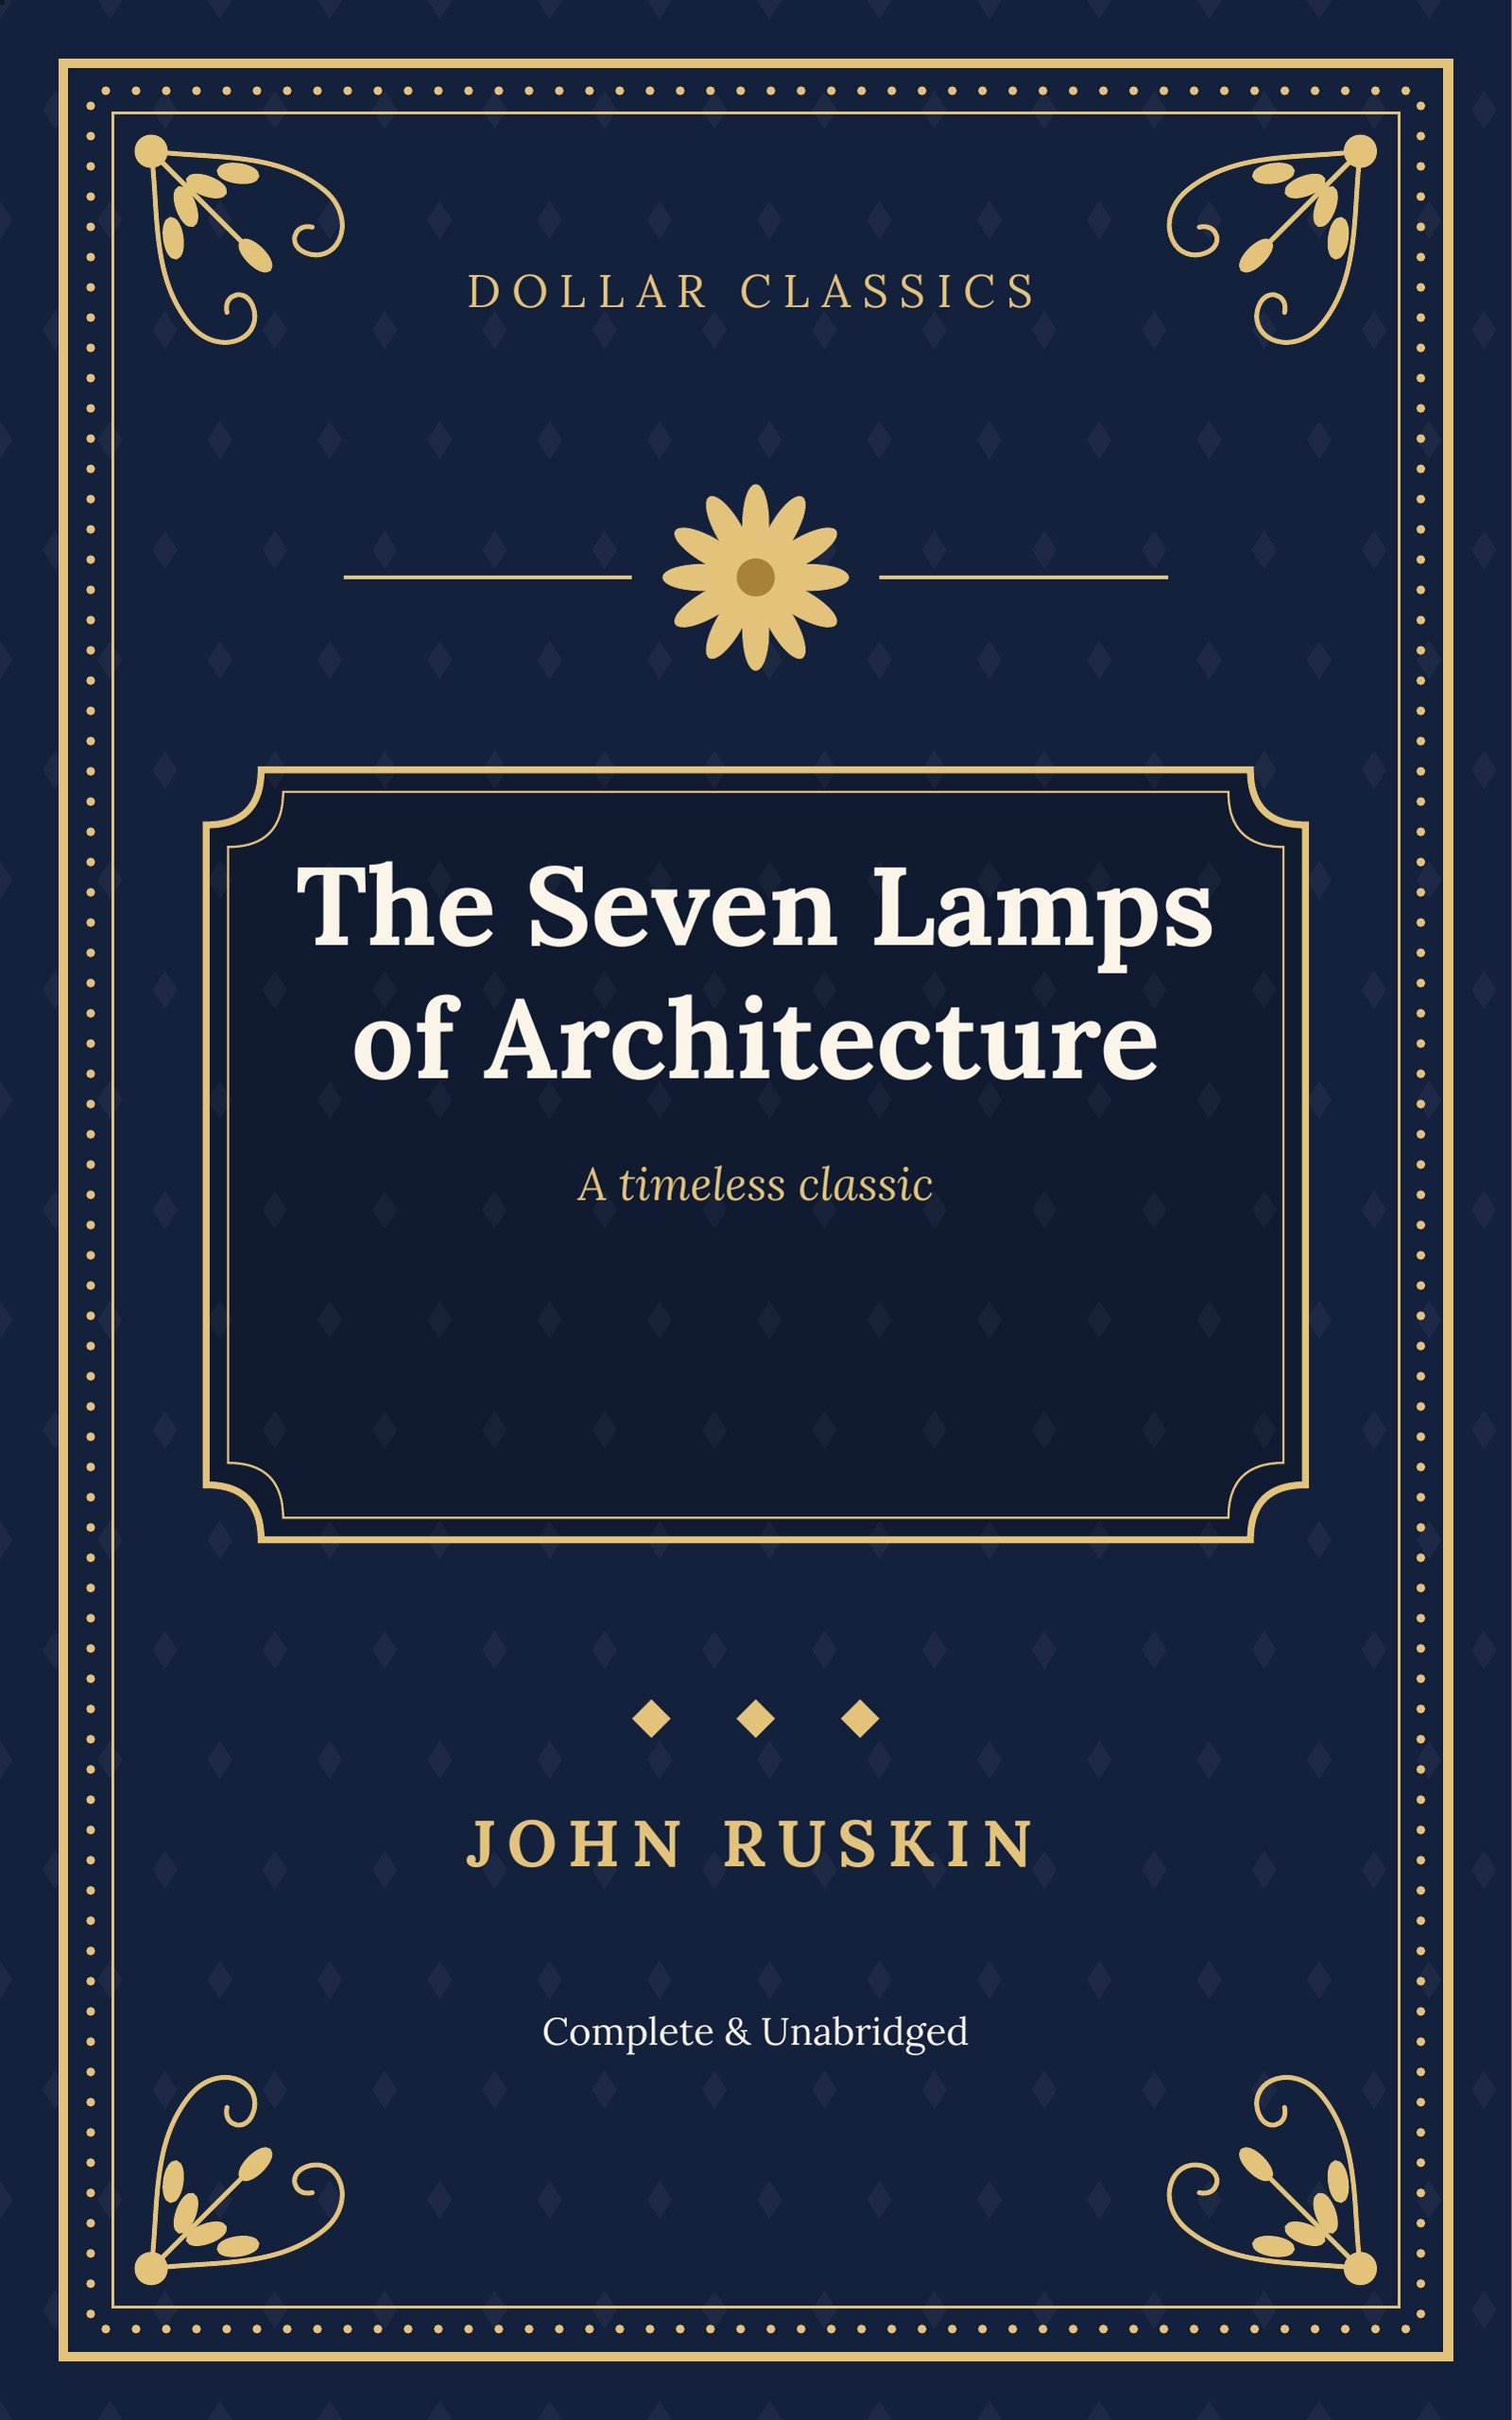 DOLLAR CLASSICS
The Seven Lamps
of Architecture
A timeless classic
JOHN RUSKIN
Complete & Unabridged